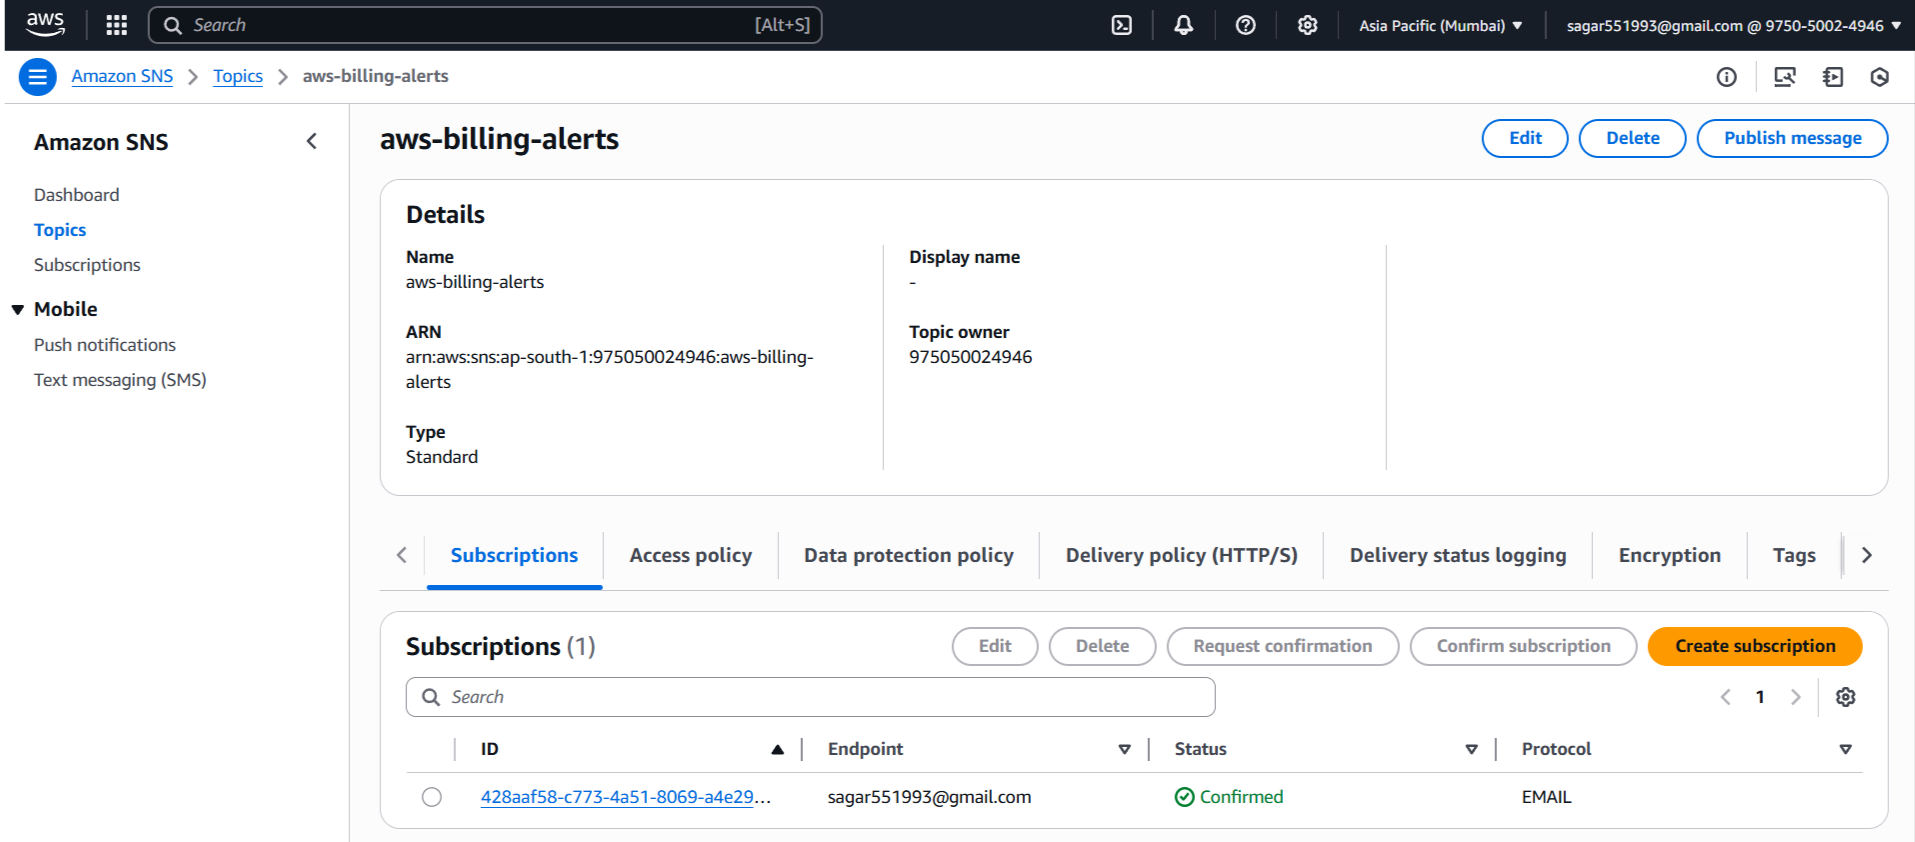 aws
Search [Alt+S]
Asia Pacific (Mumbai)
sagar551993@gmail.com @ 9750-5002-4946
Amazon SNS
Topics
aws-billing-alerts
Amazon SNS
Dashboard
Topics
Subscriptions
Mobile
Push notifications
Text messaging (SMS)
aws-billing-alerts
Edit
Delete
Publish message
Details
Name
aws-billing-alerts
ARN
arn:aws:sns:ap-south-1:975050024946:aws-billing-
alerts
Type
Standard
Display name
-
Topic owner
975050024946
Subscriptions
Access policy
Data protection policy
Delivery policy (HTTP/S)
Delivery status logging
Encryption
Tags
Subscriptions (1)
Edit
Delete
Request confirmation
Confirm subscription
Create subscription
Search
1
ID
Endpoint
Status
Protocol
428aaf58-c773-4a51-8069-a4e29...
sagar551993@gmail.com
Confirmed
EMAIL